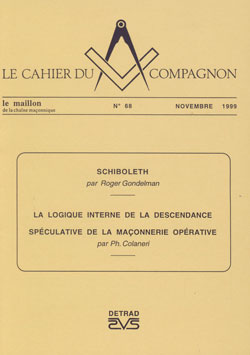 LE CAHIER DU COMPAGNON
le maillon
de la chaîne maçonnique
N° 68
NOVEMBRE 1999
SCHIBOLETH
par Roger Gondelman
LA LOGIQUE INTERNE DE LA DESCENDANCE
SPÉCULATIVE DE LA MAÇONNERIE OPÉRATIVE
par Ph. Colaneri
DETRAD